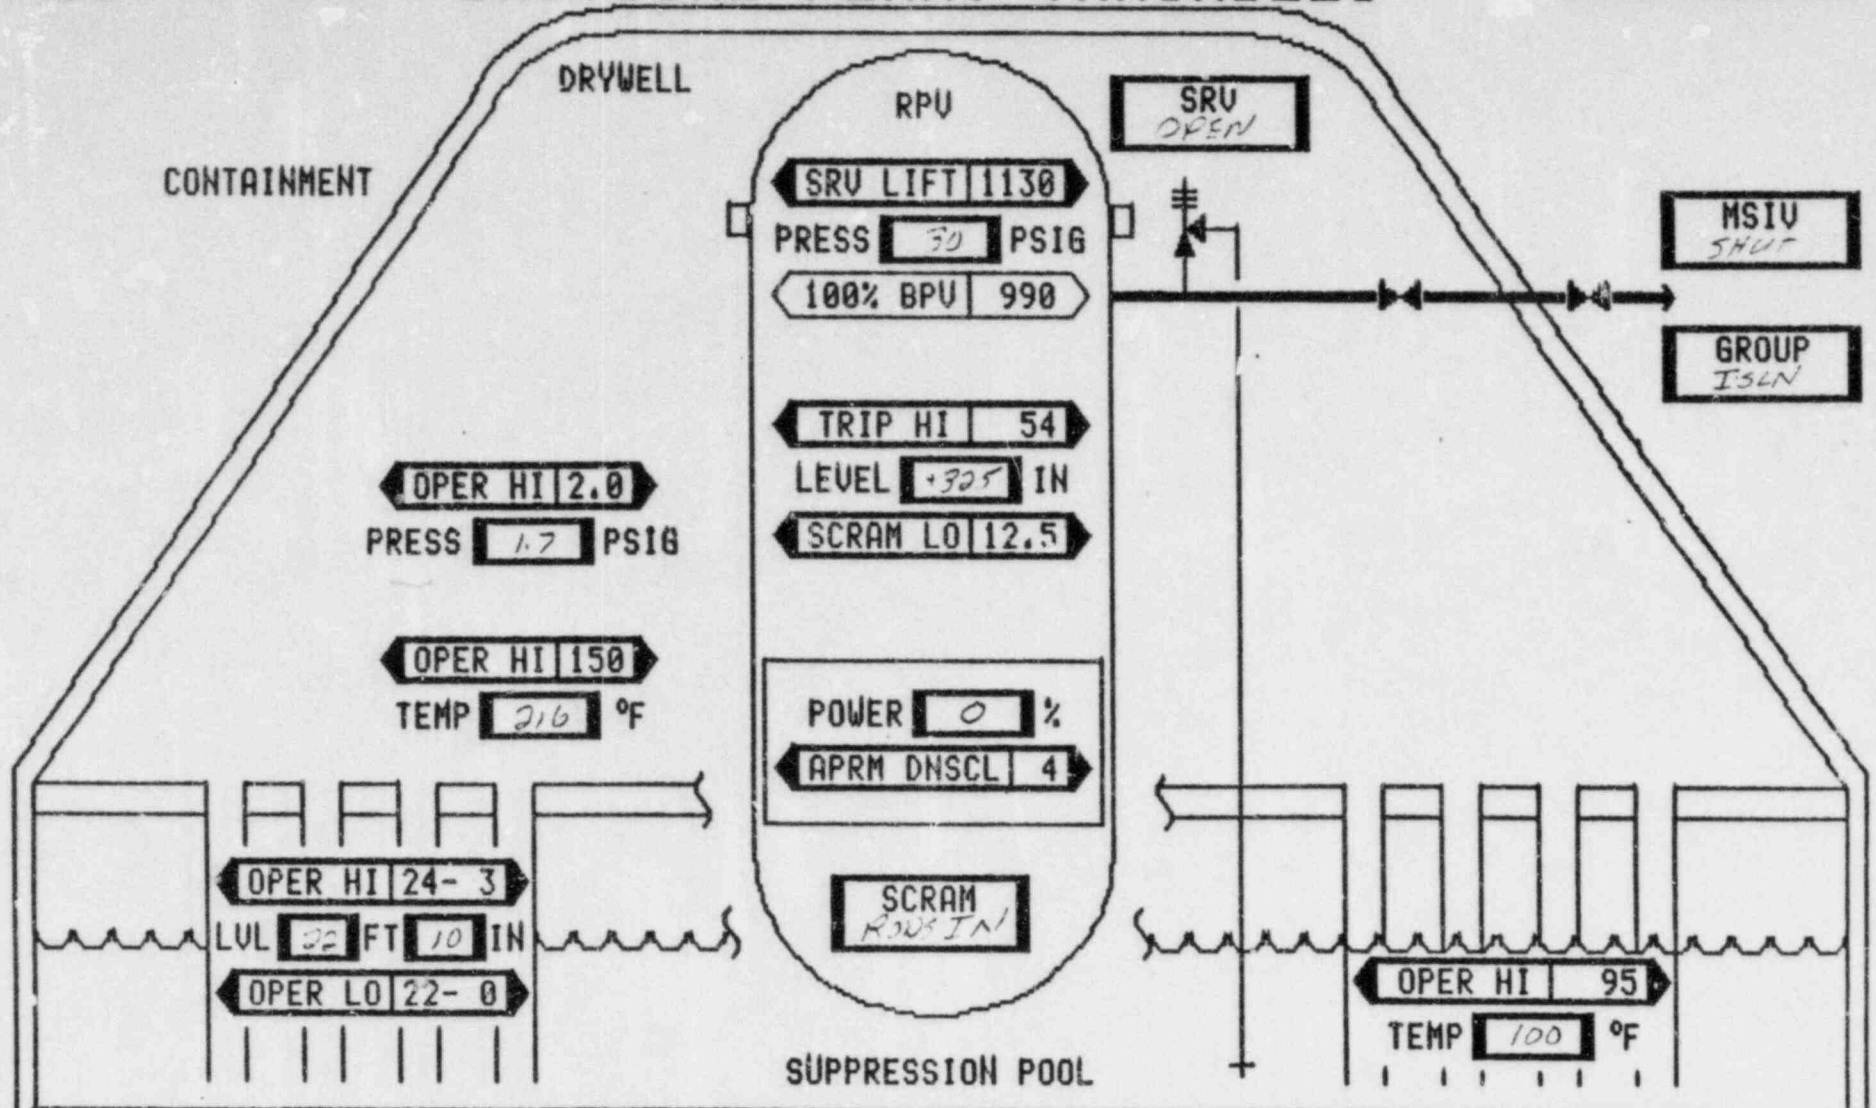 DRYWELL
RPV
SRV
OPEN
CONTAINMENT
SRV LIFT 1130
PRESS 30 PSIG
100% BPV 990
MSIV
SHUT
GROUP
ISLN
TRIP HI 54
LEVEL +325 IN
SCRAM LO 12.5
OPER HI 2.0
PRESS 1.7 PSIG
OPER HI 150
TEMP 216 °F
POWER 0 %
APRM DNSCL 4
SCRAM
RODS IN
OPER HI 24- 3
LVL 22 FT 10 IN
OPER LO 22- 0
OPER HI 95
TEMP 100 °F
SUPPRESSION POOL